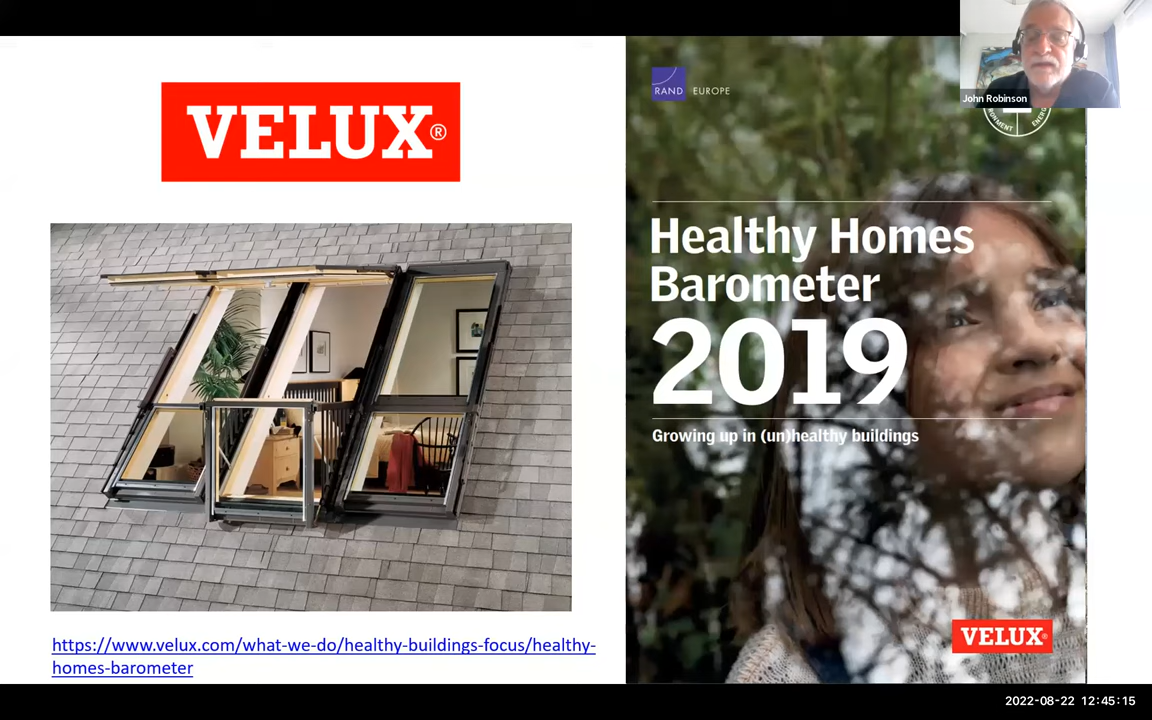 VELUX®
https://www.velux.com/what-we-do/healthy-buildings-focus/healthy-
homes-barometer
RAND EUROPE
Healthy Homes
Barometer
2019
Growing up in (un)healthy buildings
VELUX®
John Robinson
2022-08-22 12:45:15